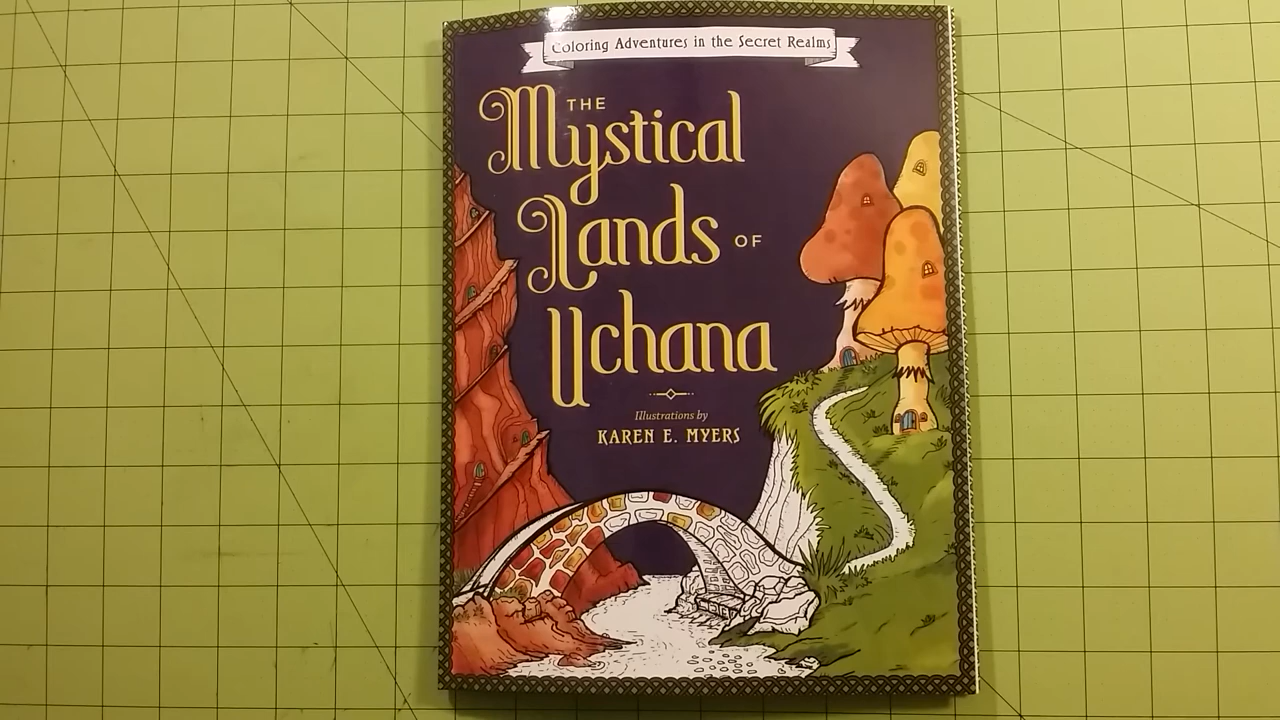 Coloring Adventures in the Secret Realms
THE
Mystical
Lands OF
Uchana
Illustrations by
KAREN E. MYERS